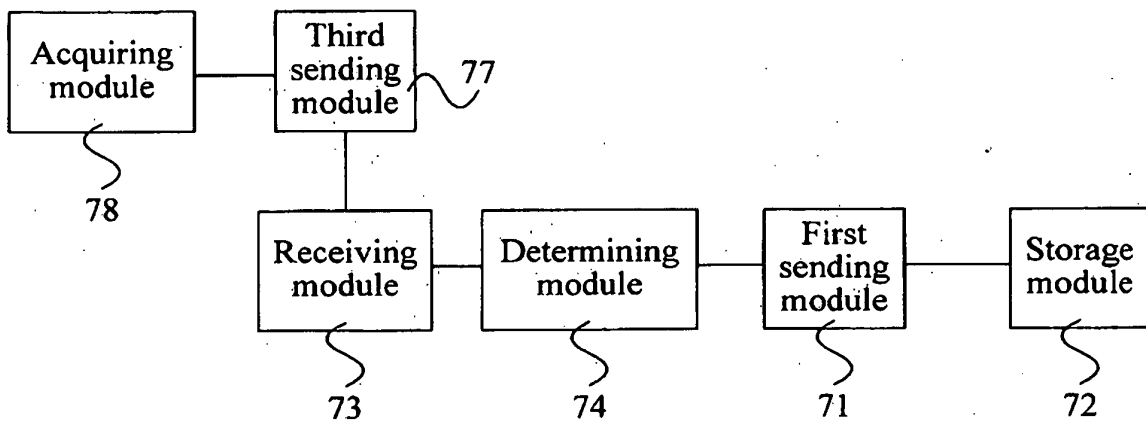 Acquiring
module
78
Third
sending
module
77
Receiving
module
73
Determining
module
74
First
sending
module
71
Storage
module
72